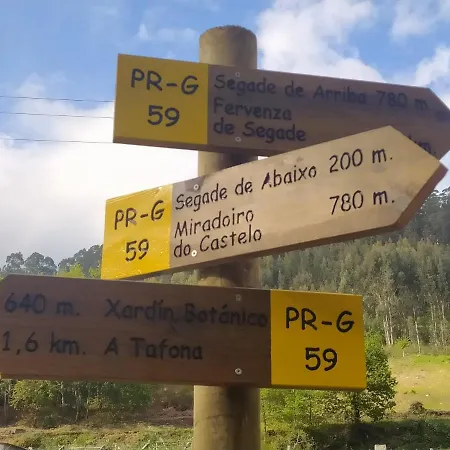 PR-G
59
Segade de Arriba 780 m.
Fervenza
de Segade
PR-G
59
Segade de Abaixo 200 m.
Miradoiro 780 m.
do Castelo
640 m. Xardín Botánico
1,6 km. A Tafona
PR-G
59